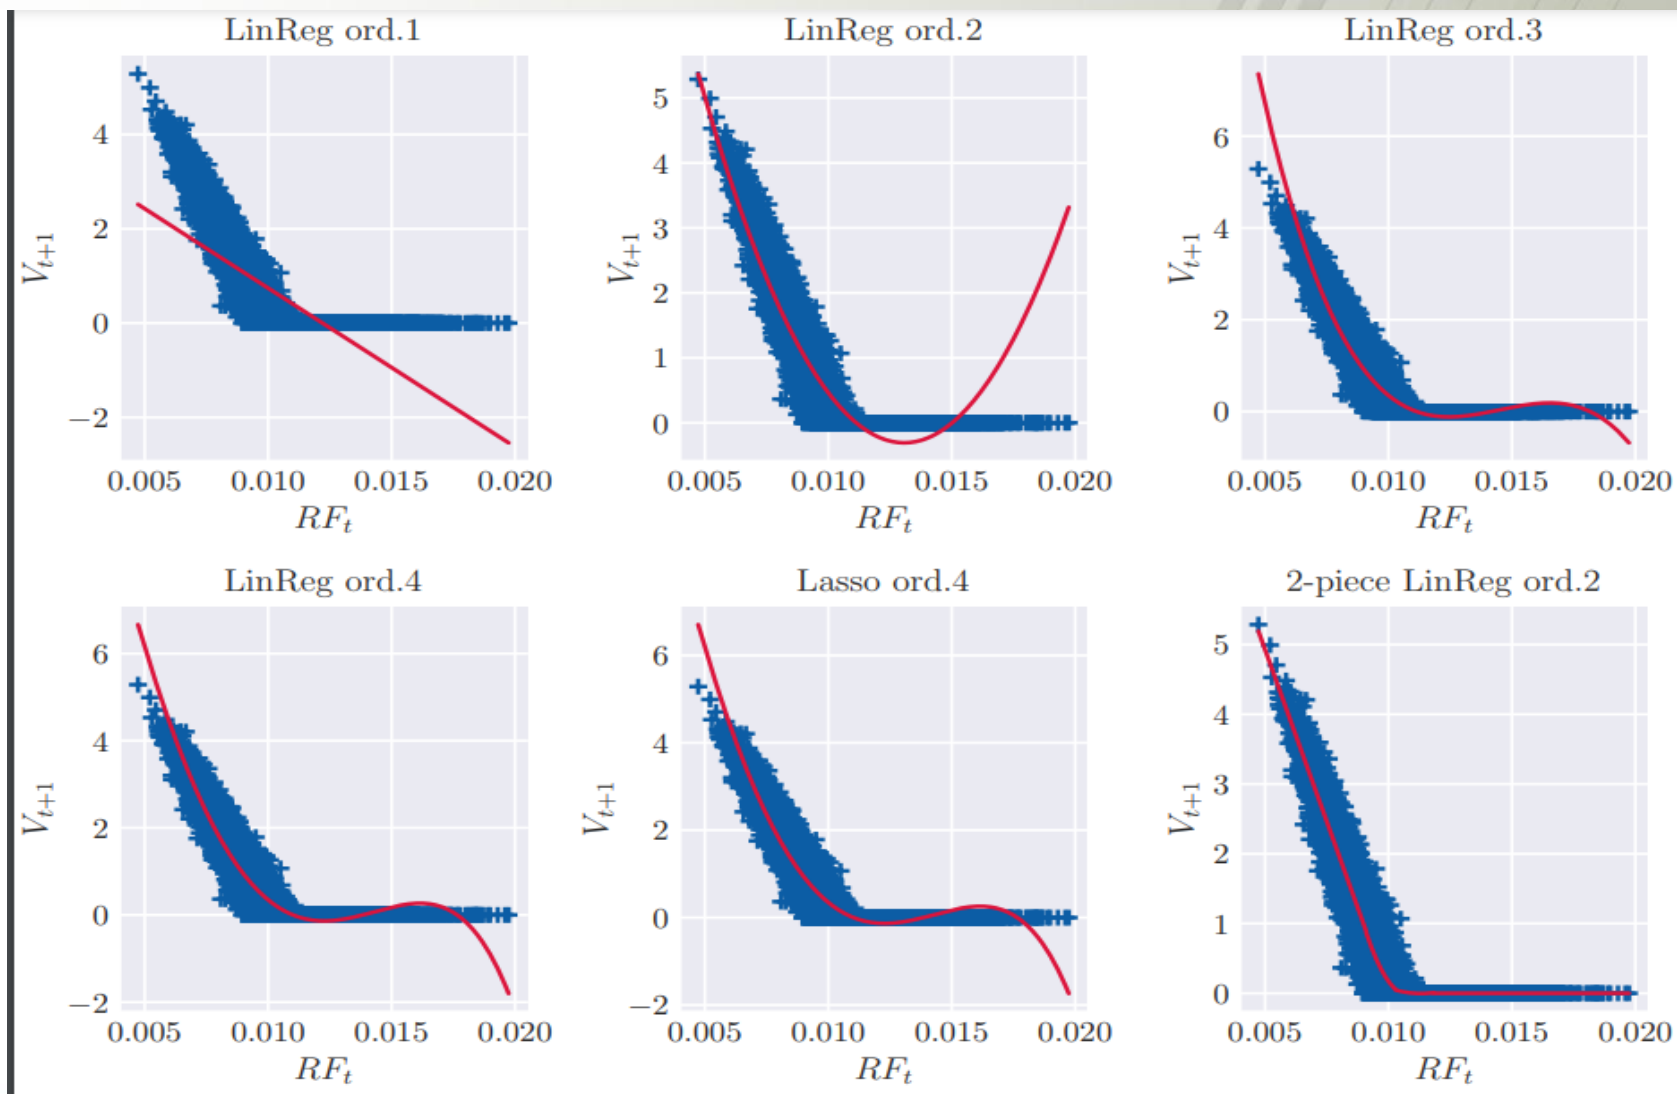 LinReg ord.1
4
2
0
−2
V_{t+1}
0.005 0.010 0.015 0.020
RF_t
LinReg ord.2
5
4
3
2
1
0
V_{t+1}
0.005 0.010 0.015 0.020
RF_t
LinReg ord.3
6
4
2
0
V_{t+1}
0.005 0.010 0.015 0.020
RF_t
LinReg ord.4
6
4
2
0
−2
V_{t+1}
0.005 0.010 0.015 0.020
RF_t
Lasso ord.4
6
4
2
0
−2
V_{t+1}
0.005 0.010 0.015 0.020
RF_t
2-piece LinReg ord.2
5
4
3
2
1
0
V_{t+1}
0.005 0.010 0.015 0.020
RF_t